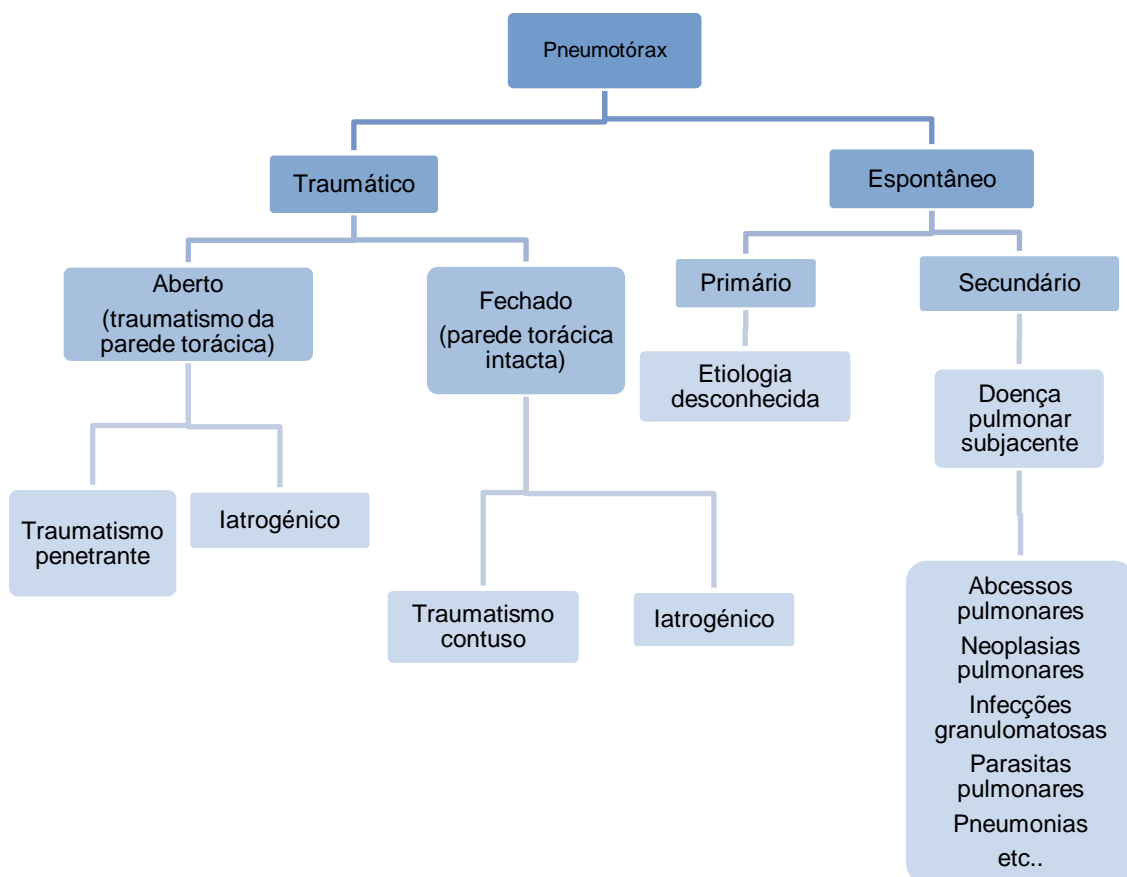 Pneumotórax
Traumático
Espontâneo
Aberto
(traumatismo da
parede torácica)
Fechado
(parede torácica
intacta)
Primário
Secundário
Etiologia
desconhecida
Doença
pulmonar
subjacente
Traumatismo
penetrante
Iatrogénico
Traumatismo
contuso
Iatrogénico
Abcessos
pulmonares
Neoplasias
pulmonares
Infecções
granulomatosas
Parasitas
pulmonares
Pneumonias
etc..